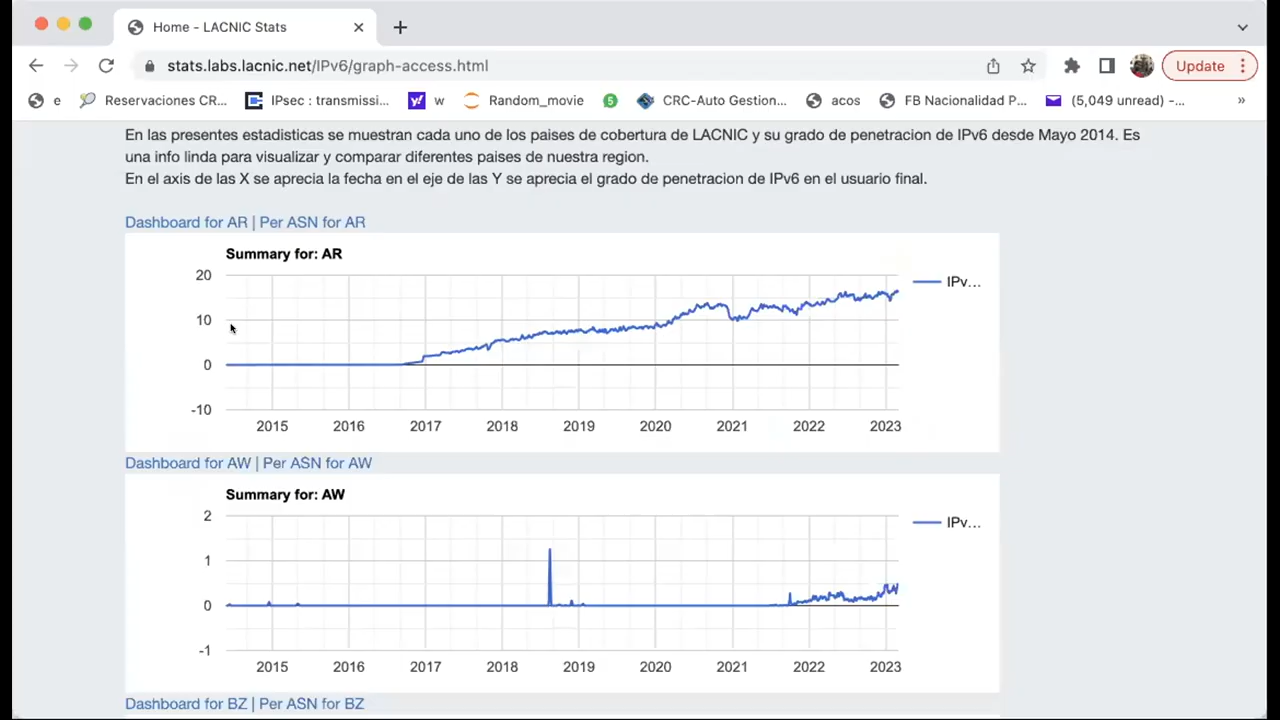 Home - LACNIC Stats
stats.labs.lacnic.net/IPv6/graph-access.html
Update
e
Reservaciones CR...
IPsec : transmissi...
w
Random_movie
CRC-Auto Gestion...
acos
FB Nacionalidad P...
(5,049 unread) -...
»
En las presentes estadisticas se muestran cada uno de los paises de cobertura de LACNIC y su grado de penetracion de IPv6 desde Mayo 2014. Es
una info linda para visualizar y comparar diferentes paises de nuestra region.
En el axis de las X se aprecia la fecha en el eje de las Y se aprecia el grado de penetracion de IPv6 en el usuario final.
Dashboard for AR | Per ASN for AR
Summary for: AR
IPv...
20
10
0
-10
2015 2016 2017 2018 2019 2020 2021 2022 2023
Dashboard for AW | Per ASN for AW
Summary for: AW
IPv...
2
1
0
-1
2015 2016 2017 2018 2019 2020 2021 2022 2023
Dashboard for BZ | Per ASN for BZ